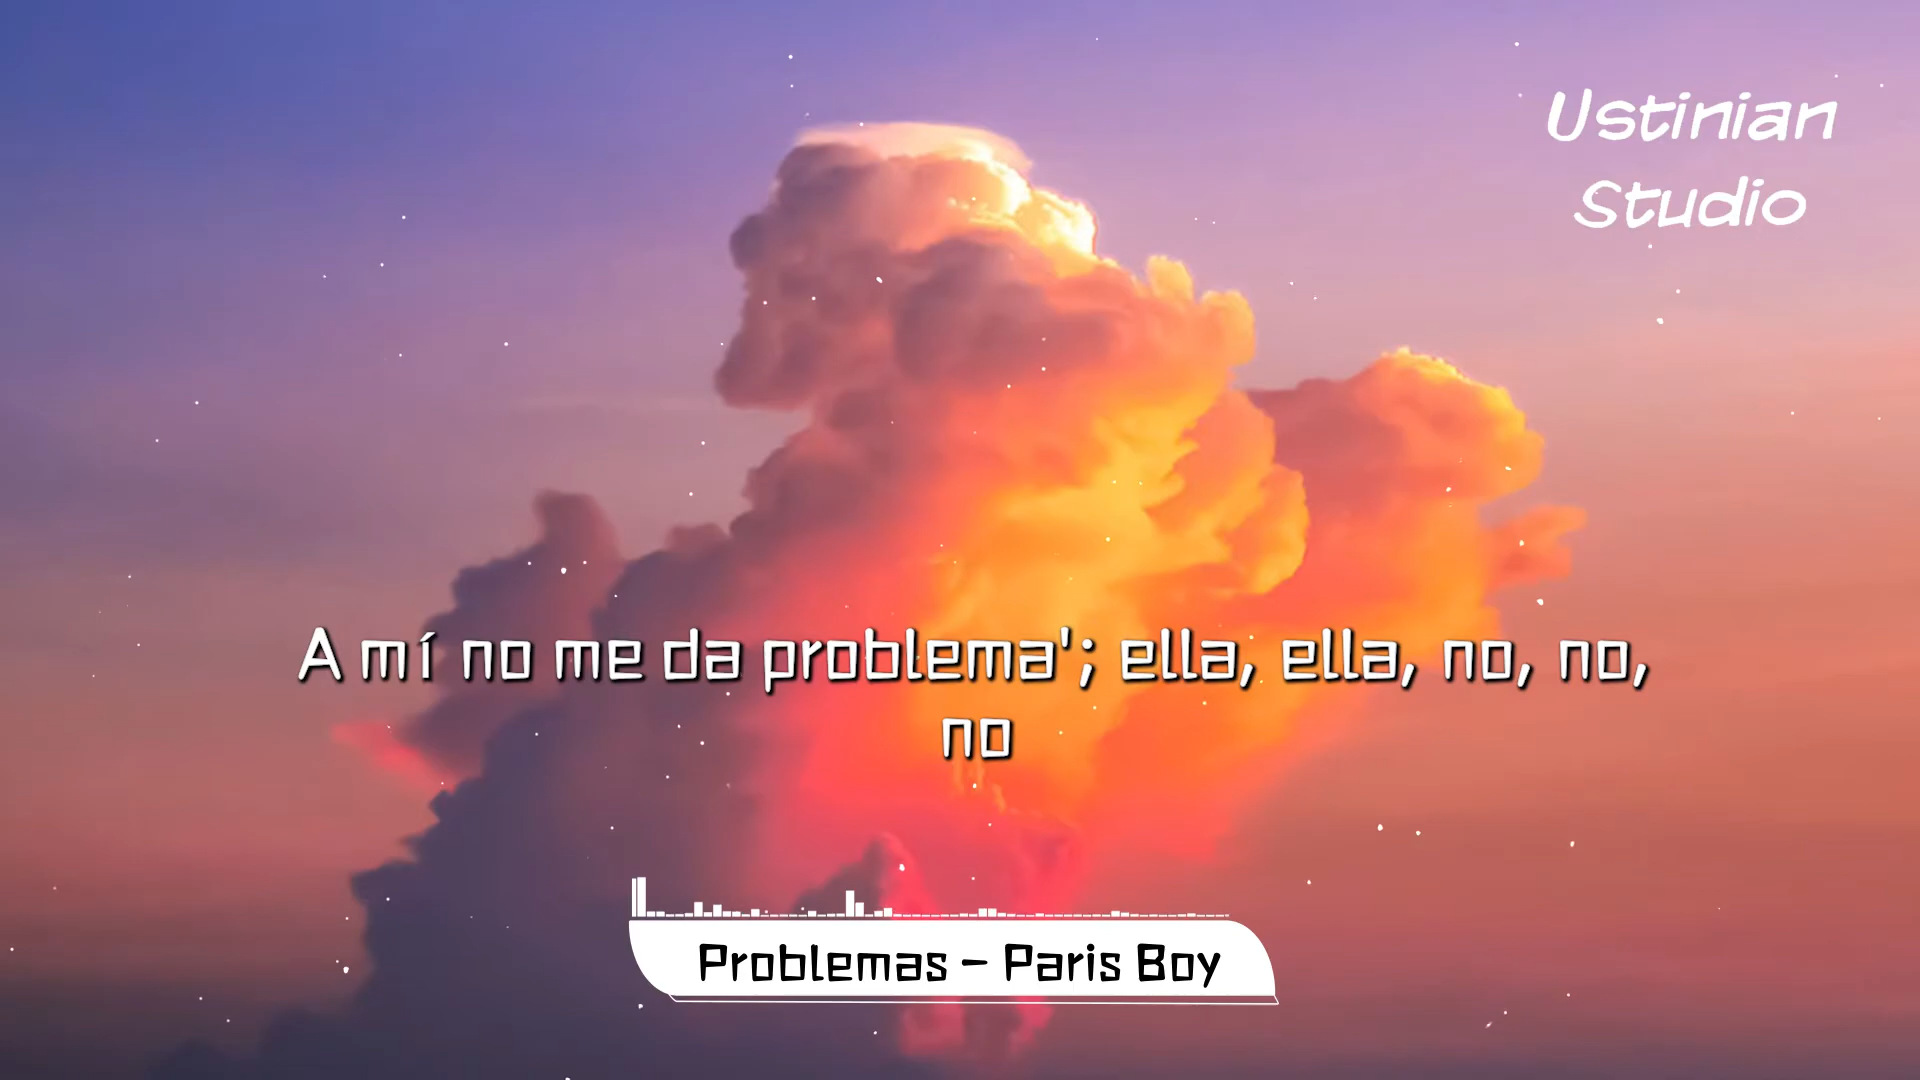 Ustinian
Studio
A mí no me da problema'; ella, ella, no, no,
no
Problemas - Paris Boy